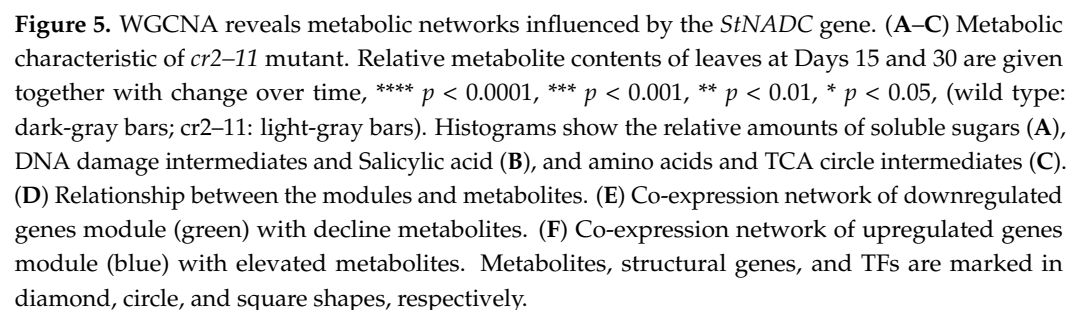 Figure 5. WGCNA reveals metabolic networks influenced by the StNADC gene. (A–C) Metabolic
characteristic of cr2–11 mutant. Relative metabolite contents of leaves at Days 15 and 30 are given
together with change over time, **** p < 0.0001, *** p < 0.001, ** p < 0.01, * p < 0.05, (wild type:
dark-gray bars; cr2–11: light-gray bars). Histograms show the relative amounts of soluble sugars (A),
DNA damage intermediates and Salicylic acid (B), and amino acids and TCA circle intermediates (C).
(D) Relationship between the modules and metabolites. (E) Co-expression network of downregulated
genes module (green) with decline metabolites. (F) Co-expression network of upregulated genes
module (blue) with elevated metabolites. Metabolites, structural genes, and TFs are marked in
diamond, circle, and square shapes, respectively.